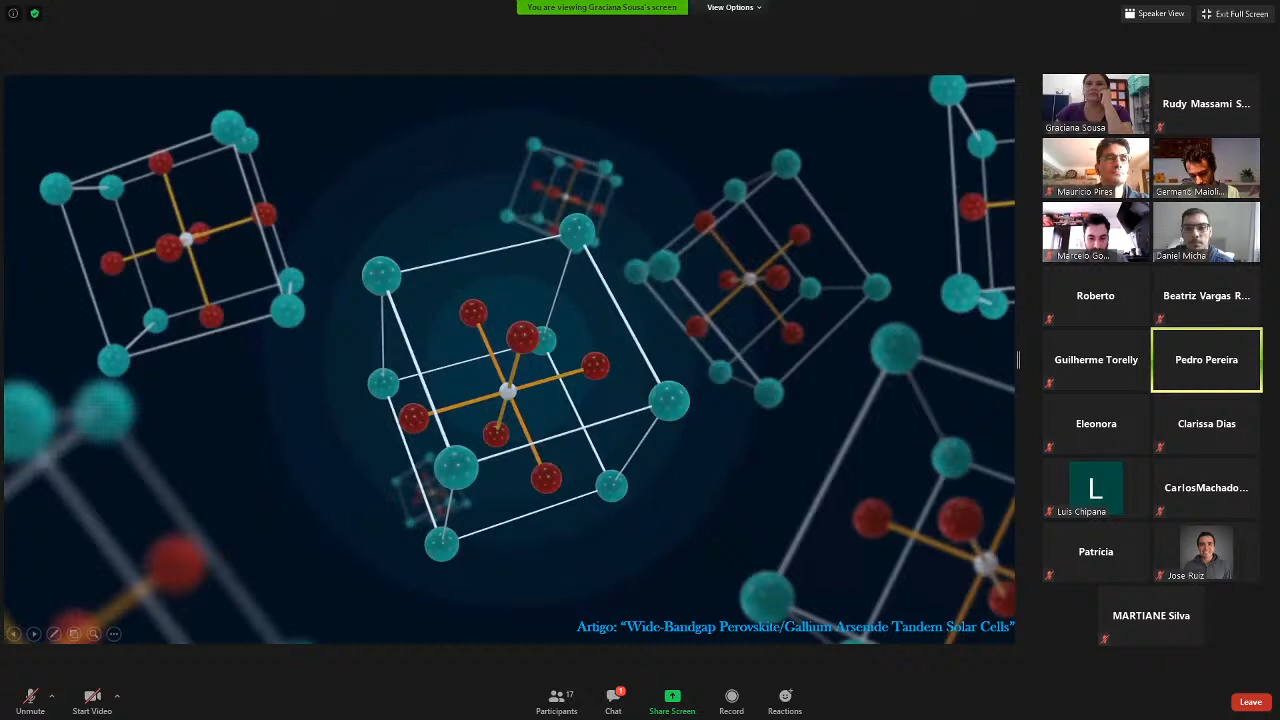 You are viewing Graciana Sousa's screen
View Options
Speaker View
Exit Full Screen
Graciana Sousa
Rudy Massami S...
Mauricio Pires
Germano Maioli...
Marcelo Go...
Daniel Micha
Roberto
Beatriz Vargas R...
Guilherme Torelly
Pedro Pereira
Eleonora
Clarissa Dias
L
Luis Chipana
CarlosMachado...
Patrícia
Jose Ruiz
MARTIANE Silva
Artigo: “Wide-Bandgap Perovskite/Gallium Arsenide Tandem Solar Cells”
Unmute
Start Video
Participants
17
Chat
1
Share Screen
Record
Reactions
Leave